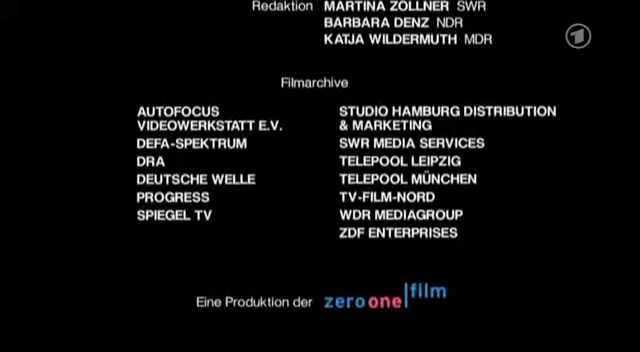 Redaktion MARTINA ZÖLLNER SWR
BARBARA DENZ NDR
KATJA WILDERMUTH MDR
Filmarchive
AUTOFOCUS
VIDEOWERKSTATT E.V.
DEFA-SPEKTRUM
DRA
DEUTSCHE WELLE
PROGRESS
SPIEGEL TV
STUDIO HAMBURG DISTRIBUTION
& MARKETING
SWR MEDIA SERVICES
TELEPOOL LEIPZIG
TELEPOOL MÜNCHEN
TV-FILM-NORD
WDR MEDIAGROUP
ZDF ENTERPRISES
Eine Produktion der zero one film
1